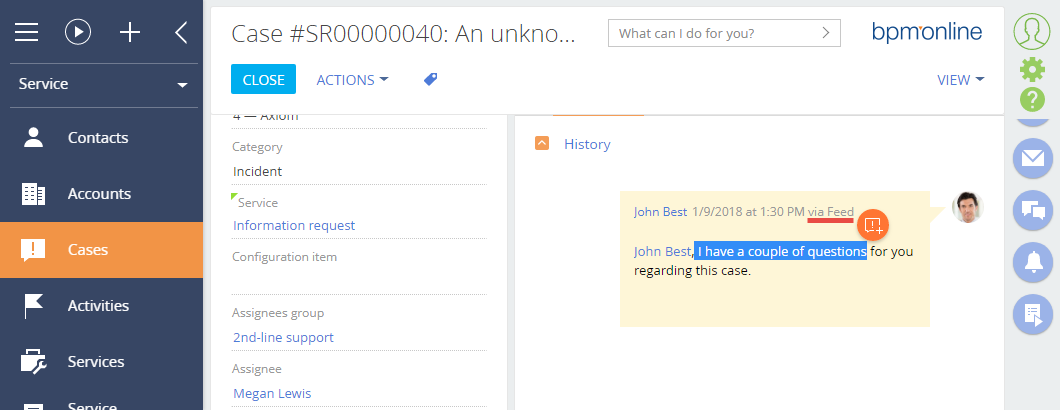 Case #SR00000040: An unkno...
What can I do for you?
bpmonline
CLOSE
ACTIONS
VIEW
Service
Contacts
Accounts
Cases
Activities
Services
Service
4 — Axiom
Category
Incident
Service
Information request
Configuration item
Assignees group
2nd-line support
Assignee
Megan Lewis
History
John Best 1/9/2018 at 1:30 PM via Feed
John Best, I have a couple of questions for you
regarding this case.